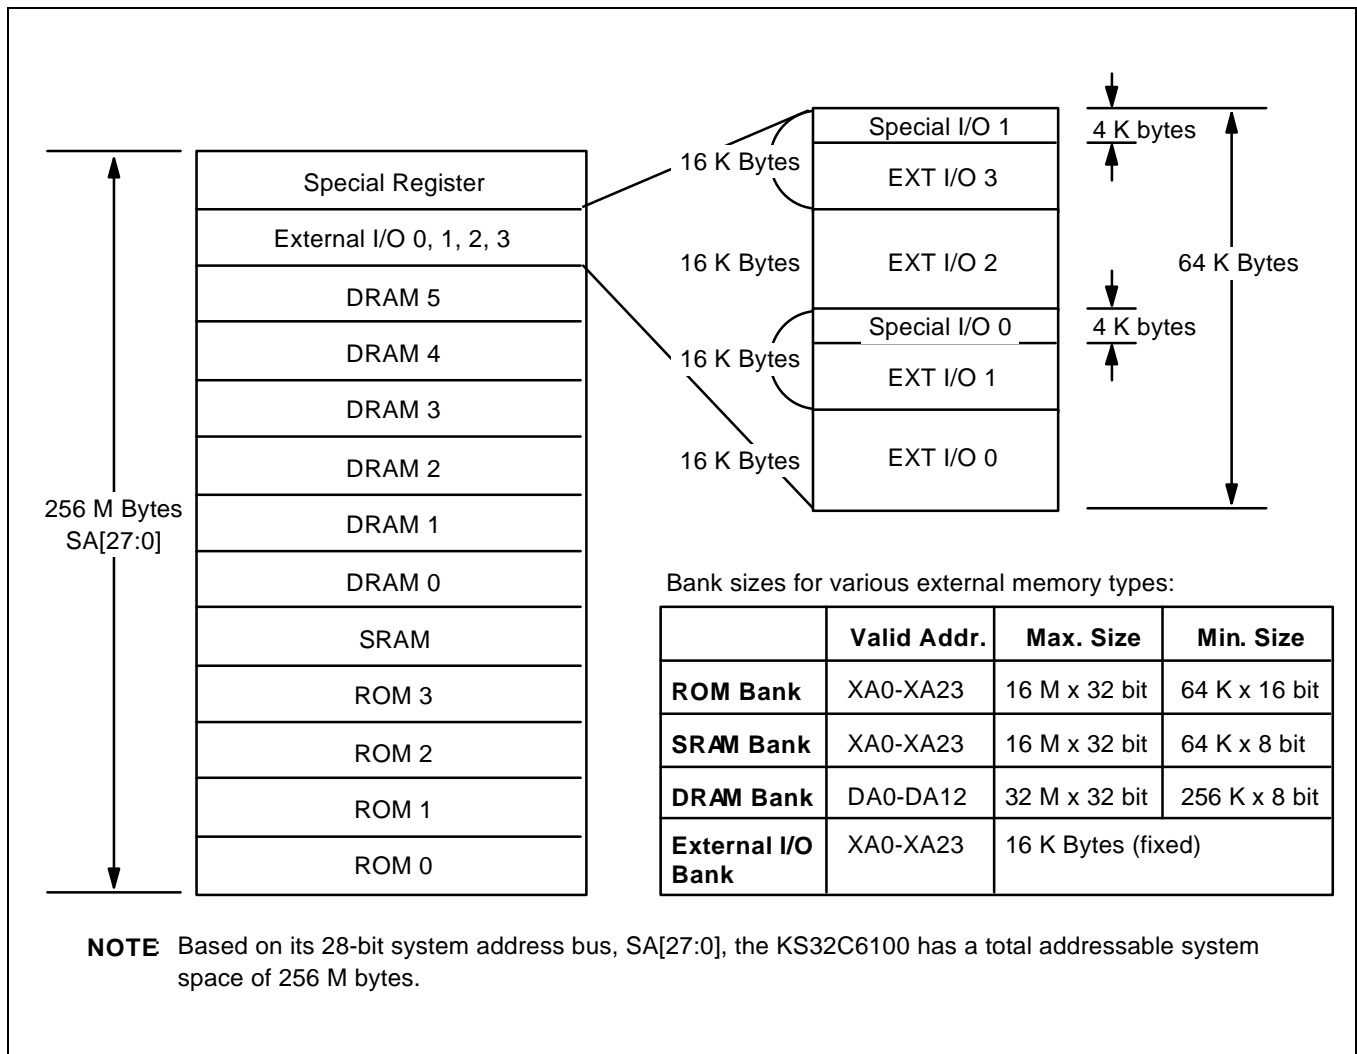 Special Register
External I/O 0, 1, 2, 3
DRAM 5
DRAM 4
DRAM 3
DRAM 2
DRAM 1
DRAM 0
SRAM
ROM 3
ROM 2
ROM 1
ROM 0
256 M Bytes
SA[27:0]
16 K Bytes
16 K Bytes
16 K Bytes
16 K Bytes
Special I/O 1
EXT I/O 3
EXT I/O 2
Special I/O 0
EXT I/O 1
EXT I/O 0
4 K bytes
4 K bytes
64 K Bytes
Bank sizes for various external memory types:
Valid Addr. Max. Size Min. Size
ROM Bank XA0-XA23 16 M x 32 bit 64 K x 16 bit
SRAM Bank XA0-XA23 16 M x 32 bit 64 K x 8 bit
DRAM Bank DA0-DA12 32 M x 32 bit 256 K x 8 bit
External I/O XA0-XA23 16 K Bytes (fixed)
Bank
NOTE: Based on its 28-bit system address bus, SA[27:0], the KS32C6100 has a total addressable system
space of 256 M bytes.